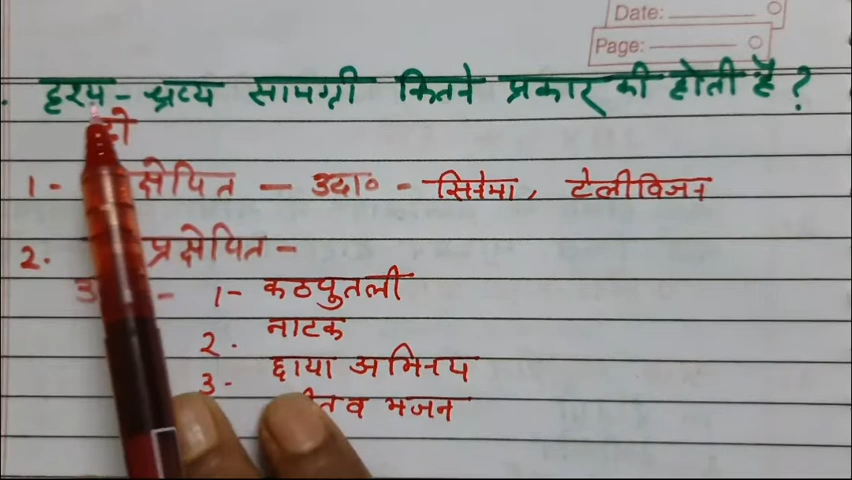 Date:
Page:
दृश्य - श्रव्य सामग्री कितने प्रकार की होती है ?
1 - क्षेपित - उदा० - सिनेमा, टेलीविजन
2. प्रक्षेपित -
1 - कठपुतली
2. नाटक
3 - छाया अभिनय
व भजन